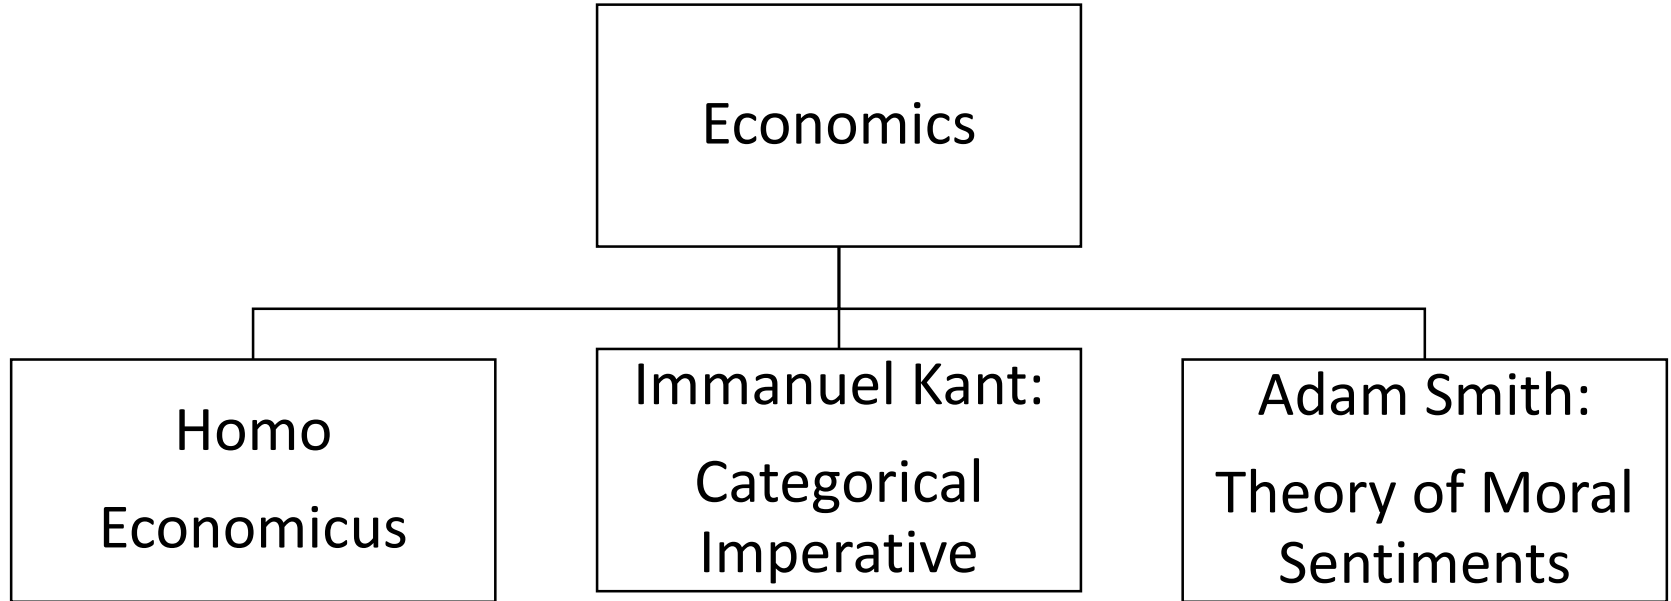 Economics
Homo
Economicus
Immanuel Kant:
Categorical
Imperative
Adam Smith:
Theory of Moral
Sentiments